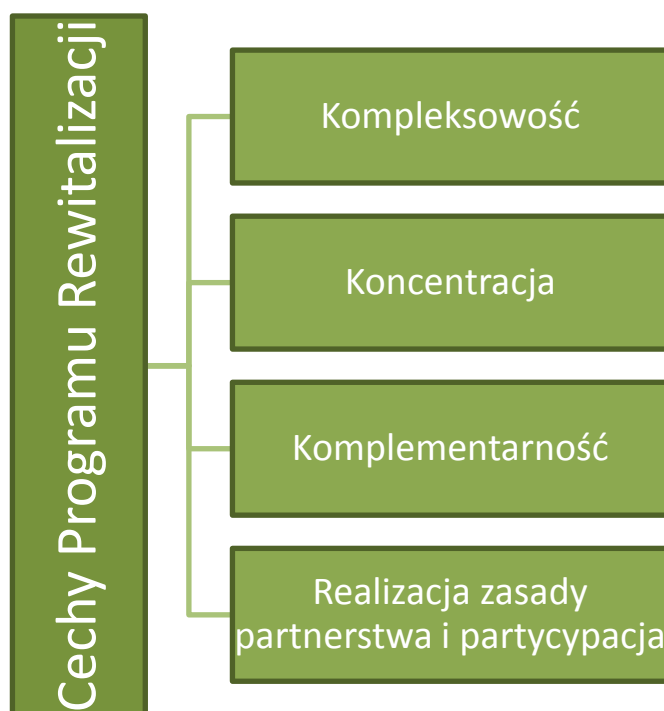 Cechy Programu Rewitalizacji
Kompleksowość
Koncentracja
Komplementarność
Realizacja zasady
partnerstwa i partycypacja